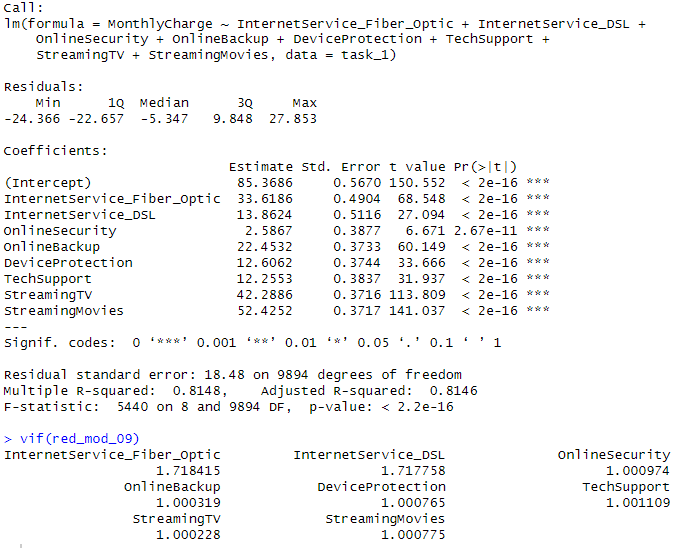 Call:
lm(formula = MonthlyCharge ~ InternetService_Fiber_Optic + InternetService_DSL +
    OnlineSecurity + OnlineBackup + DeviceProtection + TechSupport +
    StreamingTV + StreamingMovies, data = task_1)
Residuals:
    Min      1Q  Median      3Q     Max
-24.366 -22.657  -5.347   9.848  27.853
Coefficients:
                            Estimate Std. Error t value Pr(>|t|)
(Intercept)                  85.3686     0.5670 150.552  < 2e-16 ***
InternetService_Fiber_Optic  33.6186     0.4904  68.548  < 2e-16 ***
InternetService_DSL          13.8624     0.5116  27.094  < 2e-16 ***
OnlineSecurity                2.5867     0.3877   6.671 2.67e-11 ***
OnlineBackup                 22.4532     0.3733  60.149  < 2e-16 ***
DeviceProtection             12.6062     0.3744  33.666  < 2e-16 ***
TechSupport                  12.2553     0.3837  31.937  < 2e-16 ***
StreamingTV                  42.2886     0.3716 113.809  < 2e-16 ***
StreamingMovies              52.4252     0.3717 141.037  < 2e-16 ***
---
Signif. codes:  0 ‘***’ 0.001 ‘**’ 0.01 ‘*’ 0.05 ‘.’ 0.1 ‘ ’ 1
Residual standard error: 18.48 on 9894 degrees of freedom
Multiple R-squared:  0.8148,    Adjusted R-squared:  0.8146
F-statistic:  5440 on 8 and 9894 DF,  p-value: < 2.2e-16
> vif(red_mod_09)
InternetService_Fiber_Optic         InternetService_DSL              OnlineSecurity
                   1.718415                    1.717758                    1.000974
               OnlineBackup            DeviceProtection                 TechSupport
                   1.000319                    1.000765                    1.001109
                StreamingTV             StreamingMovies
                   1.000228                    1.000775